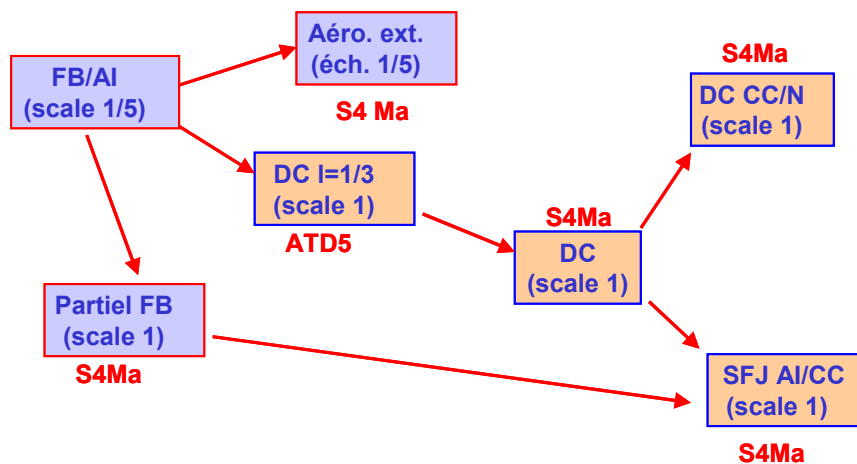 FB/AI
(scale 1/5)
Aéro. ext.
(éch. 1/5)
S4 Ma
S4Ma
DC CC/N
(scale 1)
DC I=1/3
(scale 1)
ATD5
S4Ma
DC
(scale 1)
Partiel FB
(scale 1)
S4Ma
SFJ AI/CC
(scale 1)
S4Ma